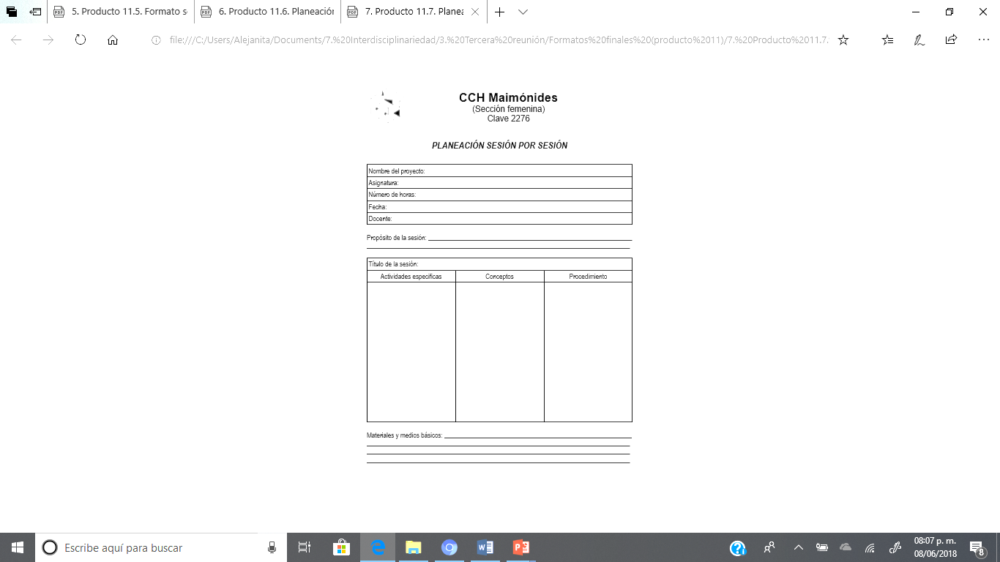 5. Producto 11.5. Formato s
6. Producto 11.6. Planeación
7. Producto 11.7. Planea
file:///C:/Users/Alejanita/Documents/7.%20Interdisciplinariedad/3.%20Tercera%20reunión/Formatos%20finales%20(producto%2011)/7.%20Producto%2011.7.
CCH Maimónides
(Sección femenina)
Clave 2276
PLANEACIÓN SESIÓN POR SESIÓN
Nombre del proyecto:
Asignatura:
Número de horas:
Fecha:
Docente:
Propósito de la sesión:
Título de la sesión:
Actividades especificas
Conceptos
Procedimiento
Materiales y medios básicos:
Escribe aquí para buscar
08:07 p. m.
08/06/2018
8